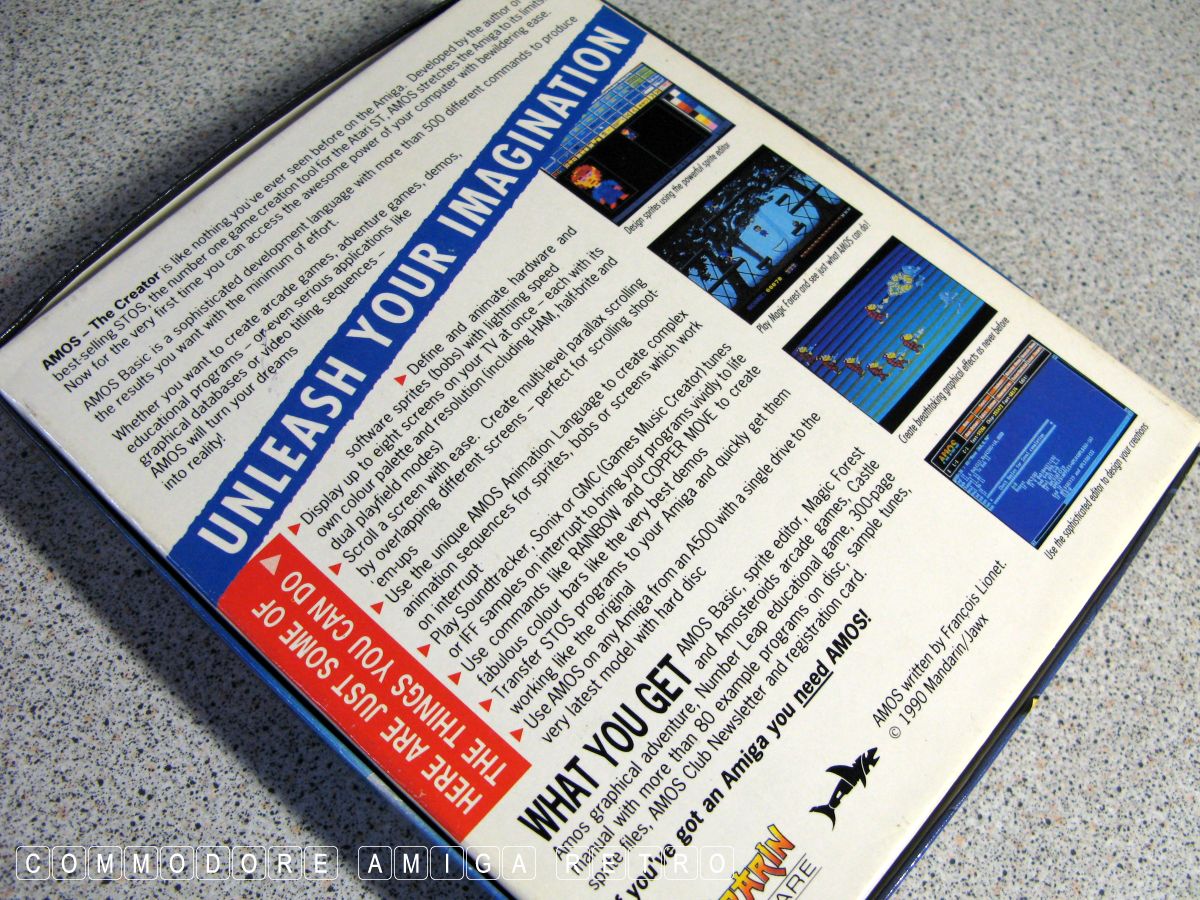 AMOS – The Creator is like nothing you've ever seen before on the Amiga. Developed by the author of
best-selling STOS, the number one game creation tool for the Atari ST, AMOS stretches the Amiga to its limits.
Now for the very first time you can access the awesome power of your computer with bewildering ease.
AMOS Basic is a sophisticated development language with more than 500 different commands to produce
the results you want with the minimum of effort.
Whether you want to create arcade games, adventure games, demos,
educational programs – or even serious applications like
graphical databases or video titling sequences –
AMOS will turn your dreams
into reality!
UNLEASH YOUR IMAGINATION
HERE ARE JUST SOME OF
THE THINGS YOU CAN DO
Define and animate hardware and
software sprites (bobs) with lightning speed
Display up to eight screens on your TV at once – each with its
own colour palette and resolution (including HAM, half-brite and
dual playfield modes)
Scroll a screen with ease. Create multi-level parallax scrolling
by overlapping different screens – perfect for scrolling shoot-
'em-ups
Use the unique AMOS Animation Language to create complex
animation sequences for sprites, bobs or screens which work
on interrupt
Play Soundtracker, Sonix or GMC (Games Music Creator) tunes
or IFF samples on interrupt to bring your programs vividly to life
Use commands like RAINBOW and COPPER MOVE to create
fabulous colour bars like the very best demos
Transfer STOS programs to your Amiga and quickly get them
working like the original
Use AMOS on any Amiga from an A500 with a single drive to the
very latest model with hard disc
WHAT YOU GET AMOS Basic, sprite editor, Magic Forest
and Amosteroids arcade games, Castle
Amos graphical adventure, Number Leap educational game, 300-page
manual with more than 80 example programs on disc, sample tunes,
sprite files, AMOS Club Newsletter and registration card.
If you've got an Amiga you need AMOS!
Design sprites using the powerful sprite editor
Play Magic Forest and see just what AMOS can do!
Create breathtaking graphical effects as never before
AMOS
Use the sophisticated editor to design your creations
AMOS written by François Lionet.
© 1990 Mandarin/Jawx
Jawx
DARIN
ARE
COMMODORE AMIGA RETRO